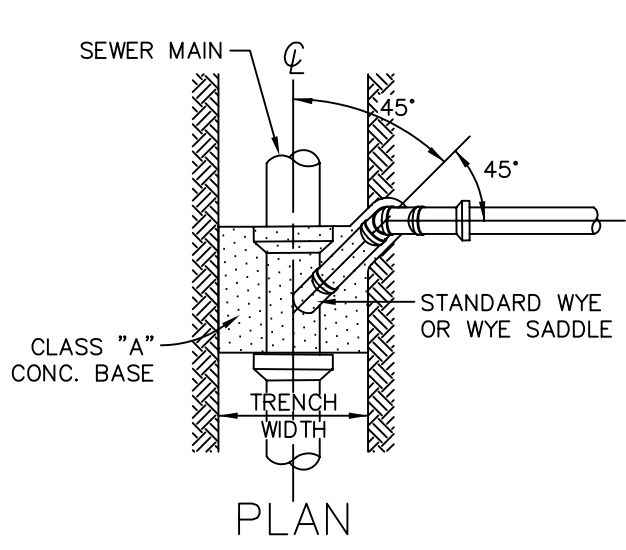 SEWER MAIN
℄
45°
45°
STANDARD WYE
OR WYE SADDLE
CLASS "A"
CONC. BASE
TRENCH
WIDTH
PLAN